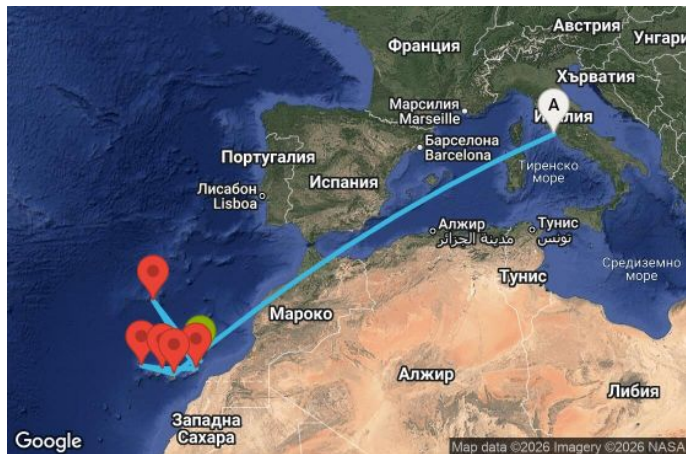 Австрия
Франция
Унгари
Хърватия
Марсилия
Marseille
A
Италия
Барселона
Barcelona
Португалия
Тиренско
море
Испания
Лисабон
Lisboa
Алжир
مدينة الجزائر
Тунис
تونس
Средиземно
море
Тунис
Мароко
Алжир
Либия
Западна
Сахара
Google
Map data ©2026 Imagery ©2026 NASA